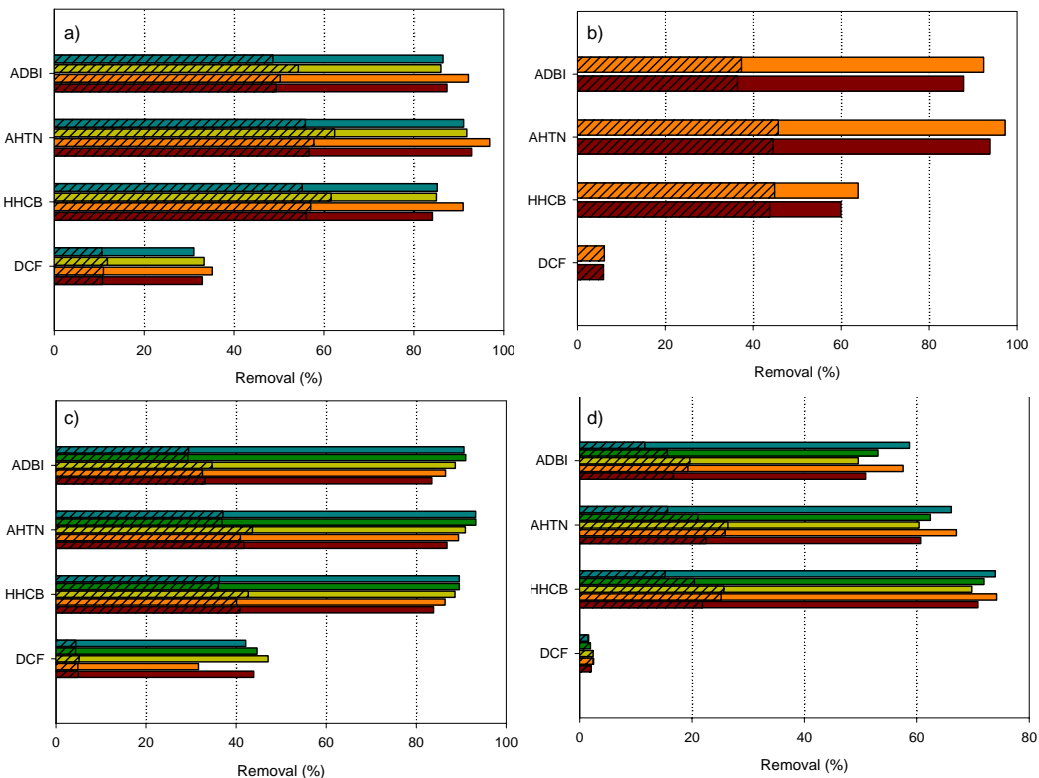 a)
ADBI
AHTN
HHCB
DCF
0 20 40 60 80 100
Removal (%)
b)
ADBI
AHTN
HHCB
DCF
0 20 40 60 80 100
Removal (%)
c)
ADBI
AHTN
HHCB
DCF
0 20 40 60 80 100
Removal (%)
d)
ADBI
AHTN
HHCB
DCF
0 20 40 60 80
Removal (%)